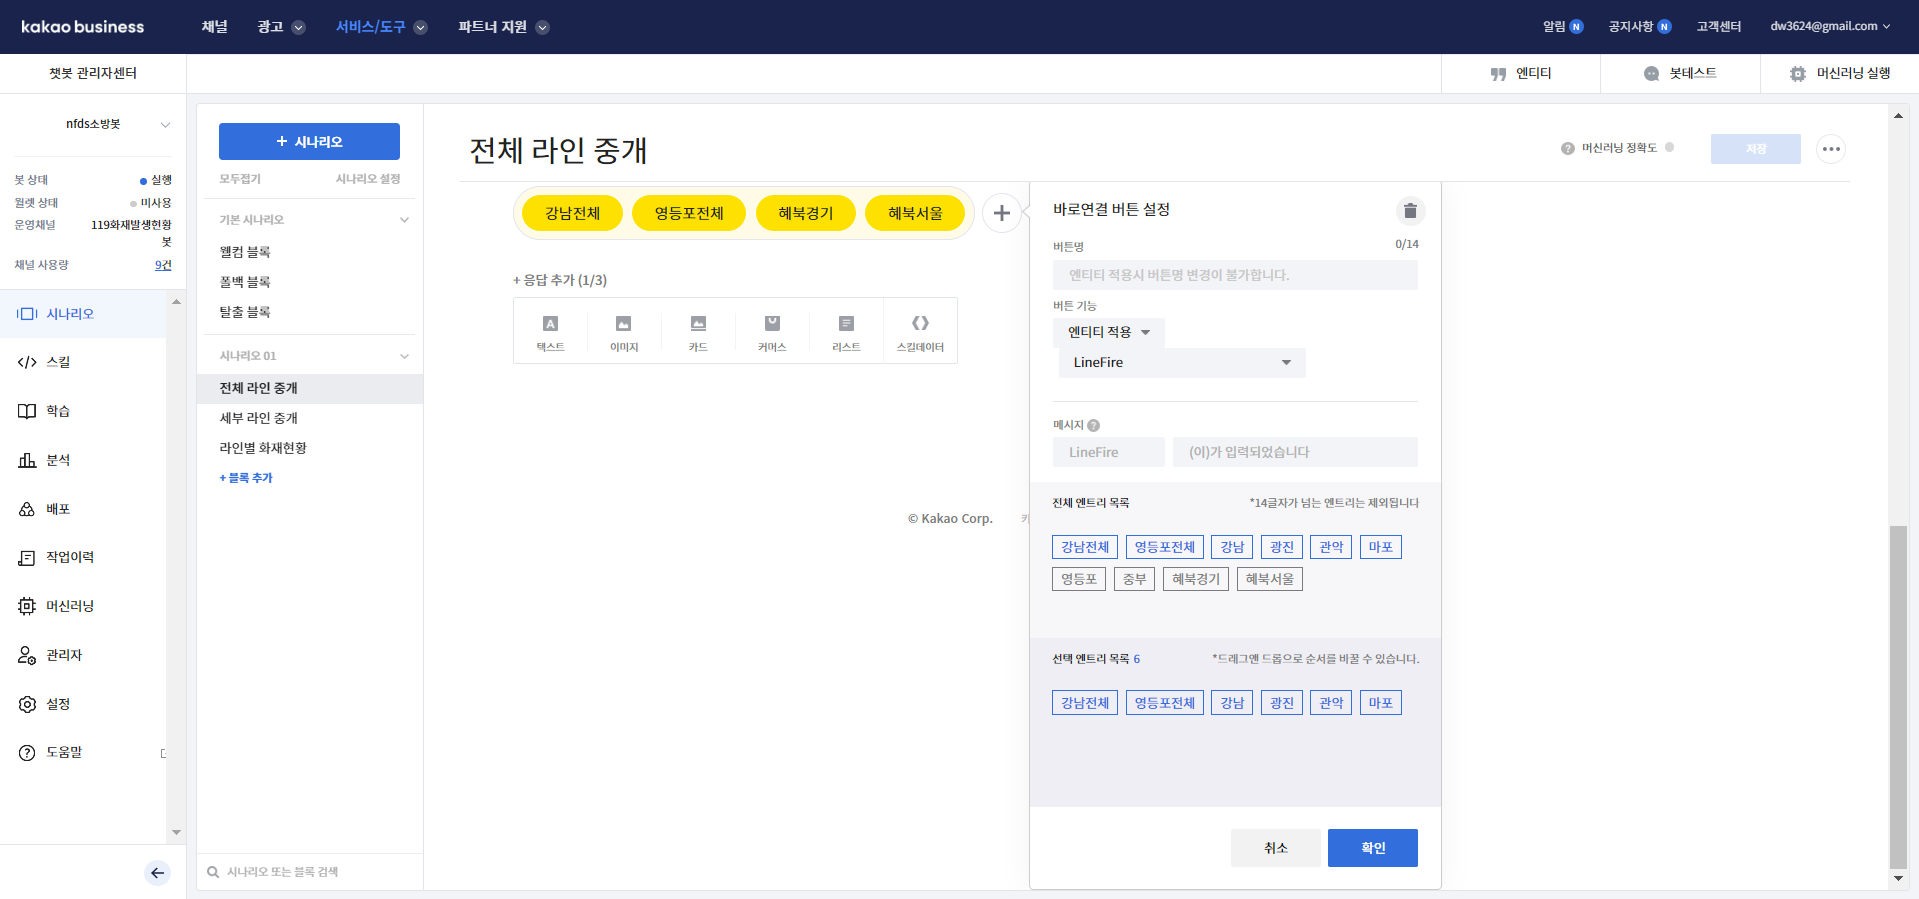 kakao business
채널
광고
서비스/도구
파트너 지원
알림 N
공지사항 N
고객센터
dw3624@gmail.com
챗봇 관리자센터
엔티티
봇테스트
머신러닝 실행
nfds소방봇
봇 상태
실행
월렛 상태
미사용
운영채널
119화재발생현황
봇
채널 사용량
9건
시나리오
스킬
학습
분석
배포
작업이력
머신러닝
관리자
설정
도움말
+ 시나리오
모두접기
시나리오 설정
기본 시나리오
웰컴 블록
폴백 블록
탈출 블록
시나리오 01
전체 라인 중개
세부 라인 중개
라인별 화재현황
+ 블록 추가
시나리오 또는 블록 검색
전체 라인 중개
? 머신러닝 정확도
저장
강남전체
영등포전체
혜북경기
혜북서울
+ 응답 추가 (1/3)
텍스트
이미지
카드
커머스
리스트
스킬데이터
© Kakao Corp.
바로연결 버튼 설정
버튼명
0/14
엔티티 적용시 버튼명 변경이 불가합니다.
버튼 기능
엔티티 적용
LineFire
메시지 ?
LineFire
(이)가 입력되었습니다
전체 엔트리 목록
*14글자가 넘는 엔트리는 제외됩니다
강남전체
영등포전체
강남
광진
관악
마포
영등포
중부
혜북경기
혜북서울
선택 엔트리 목록 6
*드래그앤 드롭으로 순서를 바꿀 수 있습니다.
강남전체
영등포전체
강남
광진
관악
마포
취소
확인